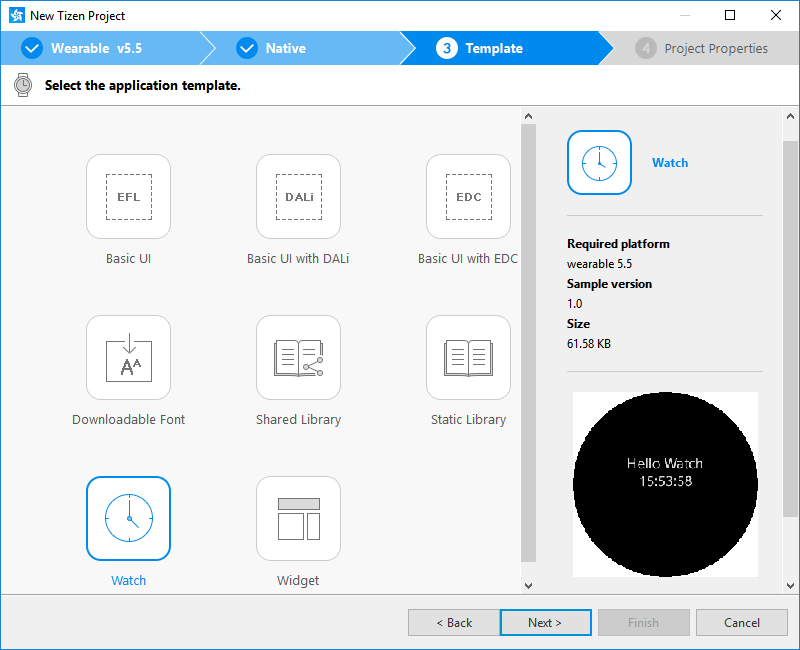 New Tizen Project
Wearable v5.5
Native
3 Template
4 Project Properties
Select the application template.
EFL
Basic UI
DALi
Basic UI with DALi
EDC
Basic UI with EDC
AA
Downloadable Font
Shared Library
Static Library
Watch
Widget
Watch
Required platform
wearable 5.5
Sample version
1.0
Size
61.58 KB
Hello Watch
15:53:58
< Back
Next >
Finish
Cancel